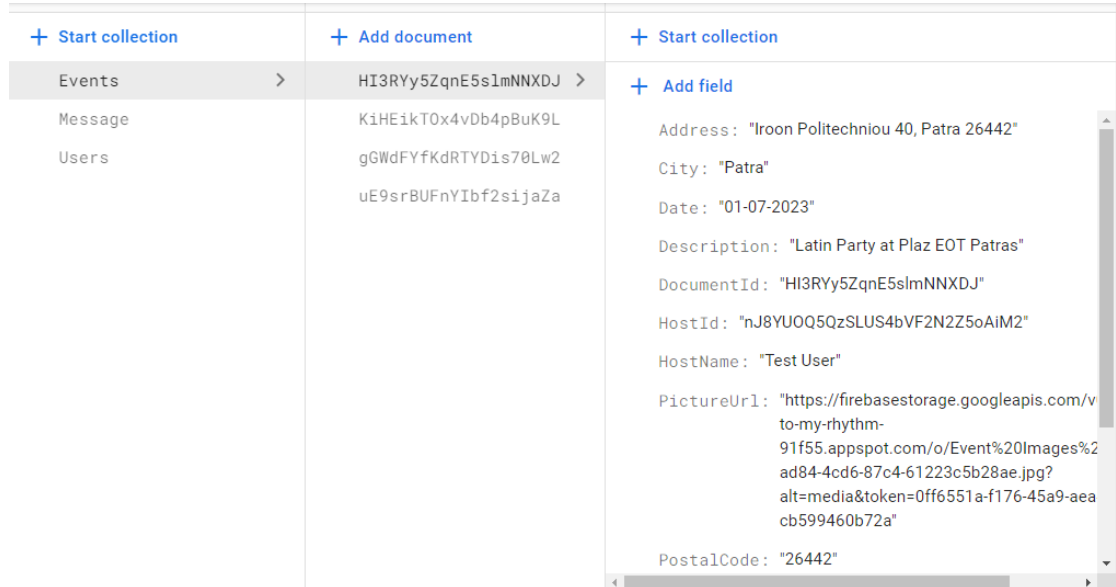 Start collection
Events
Message
Users
Add document
HI3RYy5ZqnE5slmNNXDJ
KiHEikTOx4vDb4pBuK9L
gGWdFYfKdRTYDis70Lw2
uE9srBUFnYIbf2sijaZa
Start collection
Add field
Address: "Iroon Politechniou 40, Patra 26442"
City: "Patra"
Date: "01-07-2023"
Description: "Latin Party at Plaz EOT Patras"
DocumentId: "HI3RYy5ZqnE5slmNNXDJ"
HostId: "nJ8YUOQ5QzSLUS4bVF2N2Z5oAiM2"
HostName: "Test User"
PictureUrl: "https://firebasestorage.googleapis.com/v
to-my-rhythm-
91f55.appspot.com/o/Event%20Images%2
ad84-4cd6-87c4-61223c5b28ae.jpg?
alt=media&token=0ff6551a-f176-45a9-aea
cb599460b72a"
PostalCode: "26442"